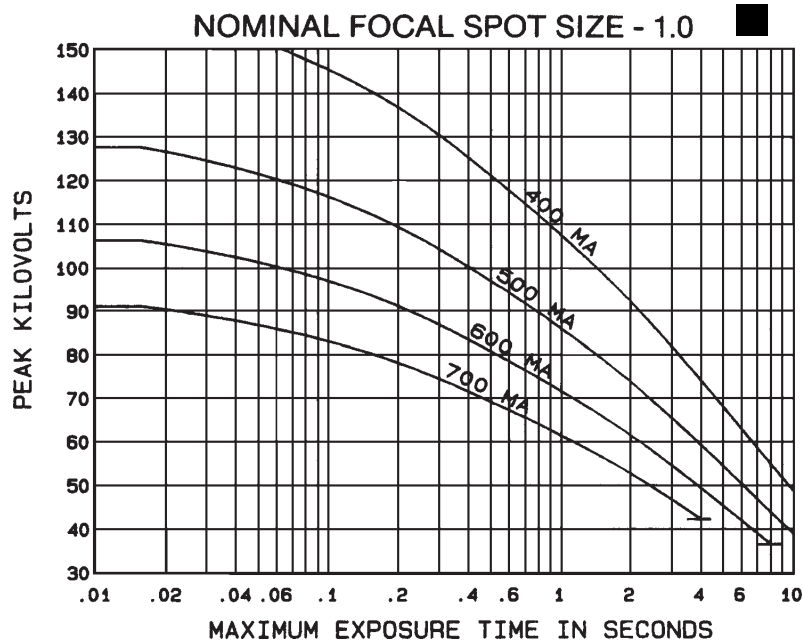 NOMINAL FOCAL SPOT SIZE - 1.0
150
140
130
120
110
100
90
80
70
60
50
40
30
PEAK KILOVOLTS
400 MA
500 MA
600 MA
700 MA
.01 .02 .04 .06 .1 .2 .4 .6 1 2 4 6 10
MAXIMUM EXPOSURE TIME IN SECONDS